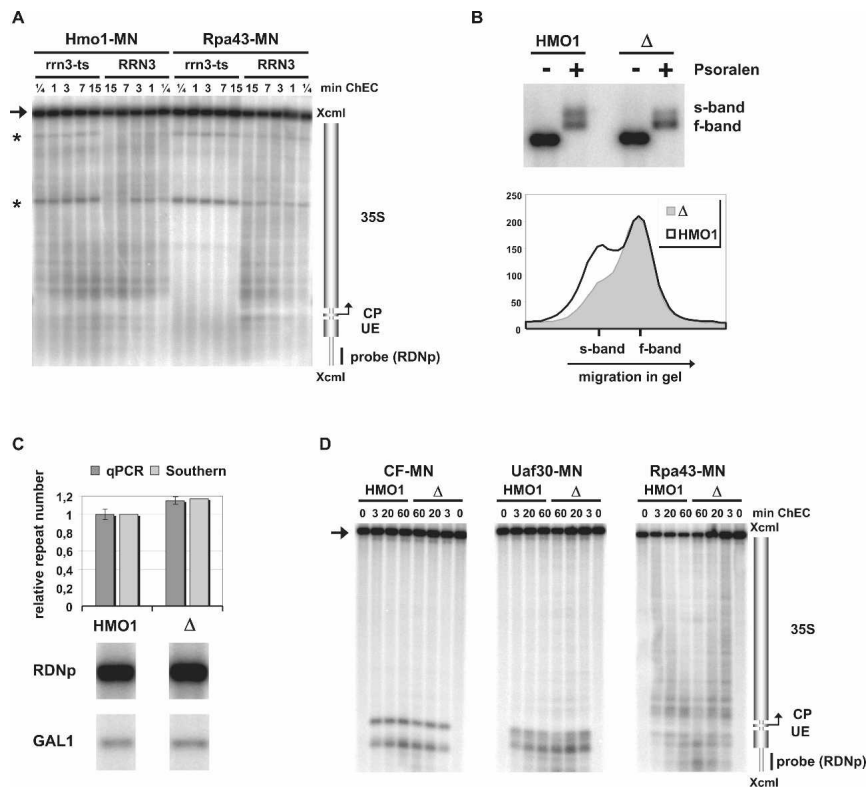 A
Hmo1-MN Rpa43-MN
rrn3-ts RRN3 rrn3-ts RRN3
¼ 1 3 7 15 15 7 3 1 ¼ ¼ 1 3 7 15 15 7 3 1 ¼ min ChEC
XcmI
*
*
35S
CP
UE
probe (RDNp)
XcmI
B
HMO1 Δ
- + - + Psoralen
s-band
f-band
250
200
150
100
50
0
Δ
HMO1
s-band f-band
migration in gel
C
qPCR Southern
relative repeat number
1,2
1
0,8
0,6
0,4
0,2
0
HMO1 Δ
RDNp
GAL1
D
CF-MN Uaf30-MN Rpa43-MN
HMO1 Δ HMO1 Δ HMO1 Δ
0 3 20 60 60 20 3 0 0 3 20 60 60 20 3 0 0 3 20 60 60 20 3 0 min ChEC
XcmI
35S
CP
UE
probe (RDNp)
XcmI